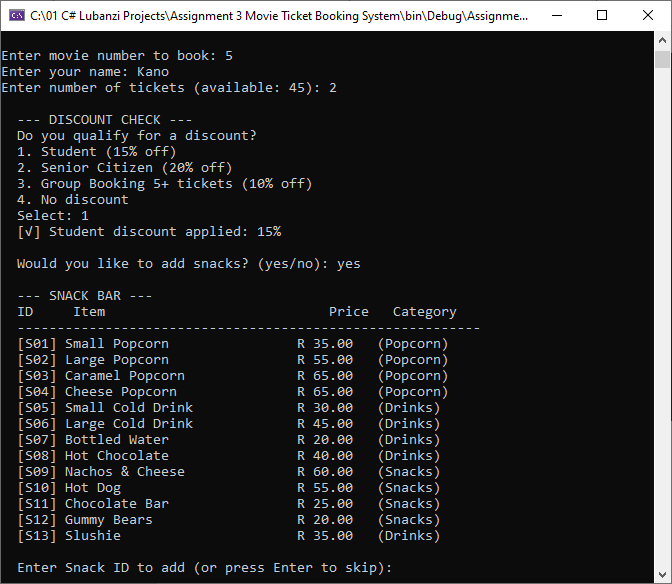 C:\01 C# Lubanzi Projects\Assignment 3 Movie Ticket Booking System\bin\Debug\Assignme...
Enter movie number to book: 5
Enter your name: Kano
Enter number of tickets (available: 45): 2
--- DISCOUNT CHECK ---
Do you qualify for a discount?
1. Student (15% off)
2. Senior Citizen (20% off)
3. Group Booking 5+ tickets (10% off)
4. No discount
Select: 1
[√] Student discount applied: 15%
Would you like to add snacks? (yes/no): yes
--- SNACK BAR ---
ID     Item                            Price   Category
----------------------------------------------------------
[S01] Small Popcorn                R 35.00   (Popcorn)
[S02] Large Popcorn                R 55.00   (Popcorn)
[S03] Caramel Popcorn              R 65.00   (Popcorn)
[S04] Cheese Popcorn               R 65.00   (Popcorn)
[S05] Small Cold Drink             R 30.00   (Drinks)
[S06] Large Cold Drink             R 45.00   (Drinks)
[S07] Bottled Water                R 20.00   (Drinks)
[S08] Hot Chocolate                R 40.00   (Drinks)
[S09] Nachos & Cheese              R 60.00   (Snacks)
[S10] Hot Dog                      R 55.00   (Snacks)
[S11] Chocolate Bar                R 25.00   (Snacks)
[S12] Gummy Bears                  R 20.00   (Snacks)
[S13] Slushie                      R 35.00   (Drinks)
Enter Snack ID to add (or press Enter to skip):